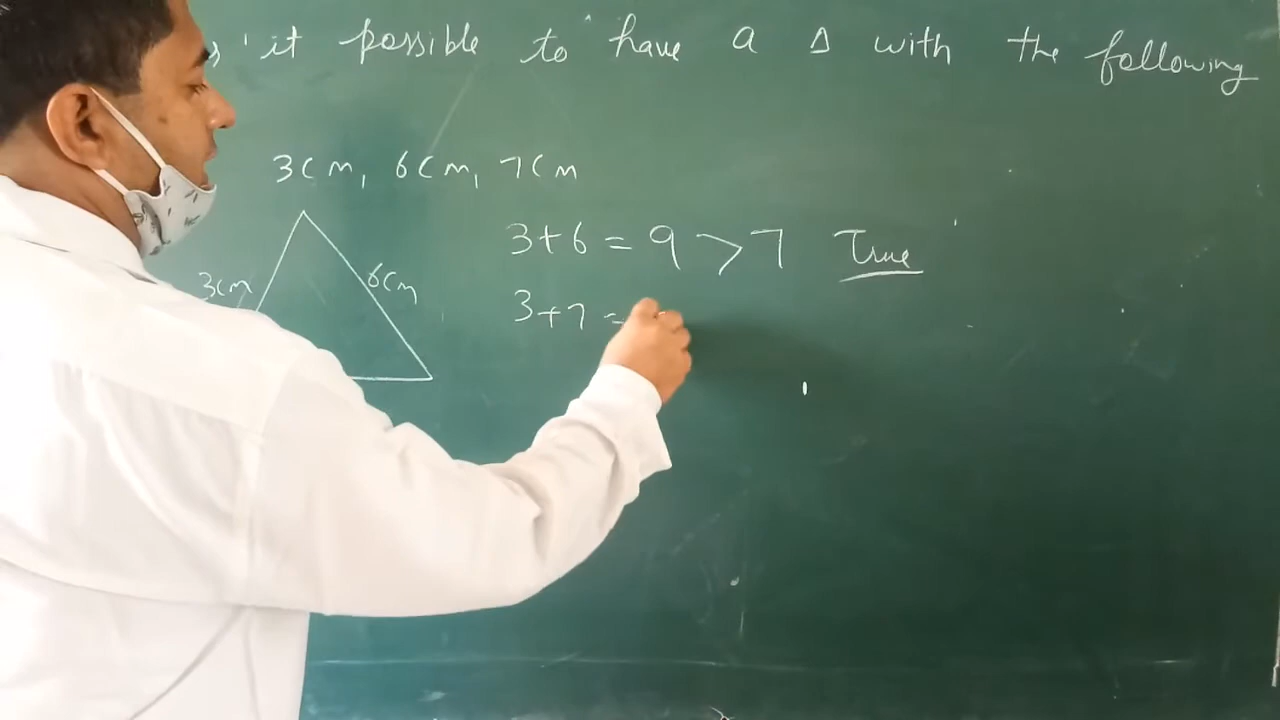 it possible to have a Δ with the following
3cm, 6cm, 7cm
3+6 = 9 > 7 True
3cm
6cm
3+7 =